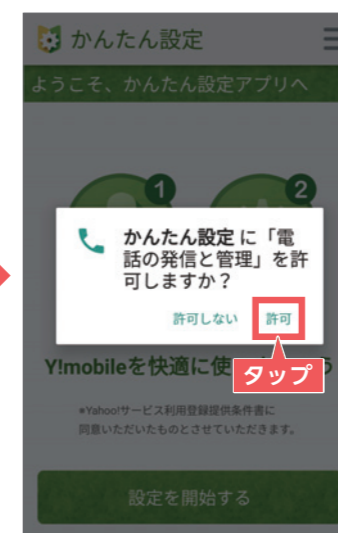 かんたん設定
ようこそ、かんたん設定アプリへ
1
2
かんたん設定 に「電
話の発信と管理」を許
可しますか？
許可しない 許可
タップ
Y!mobileを快適に使
う
*Yahoo!サービス利用登録提供条件書に
同意いただいたものとさせていただきます。
設定を開始する